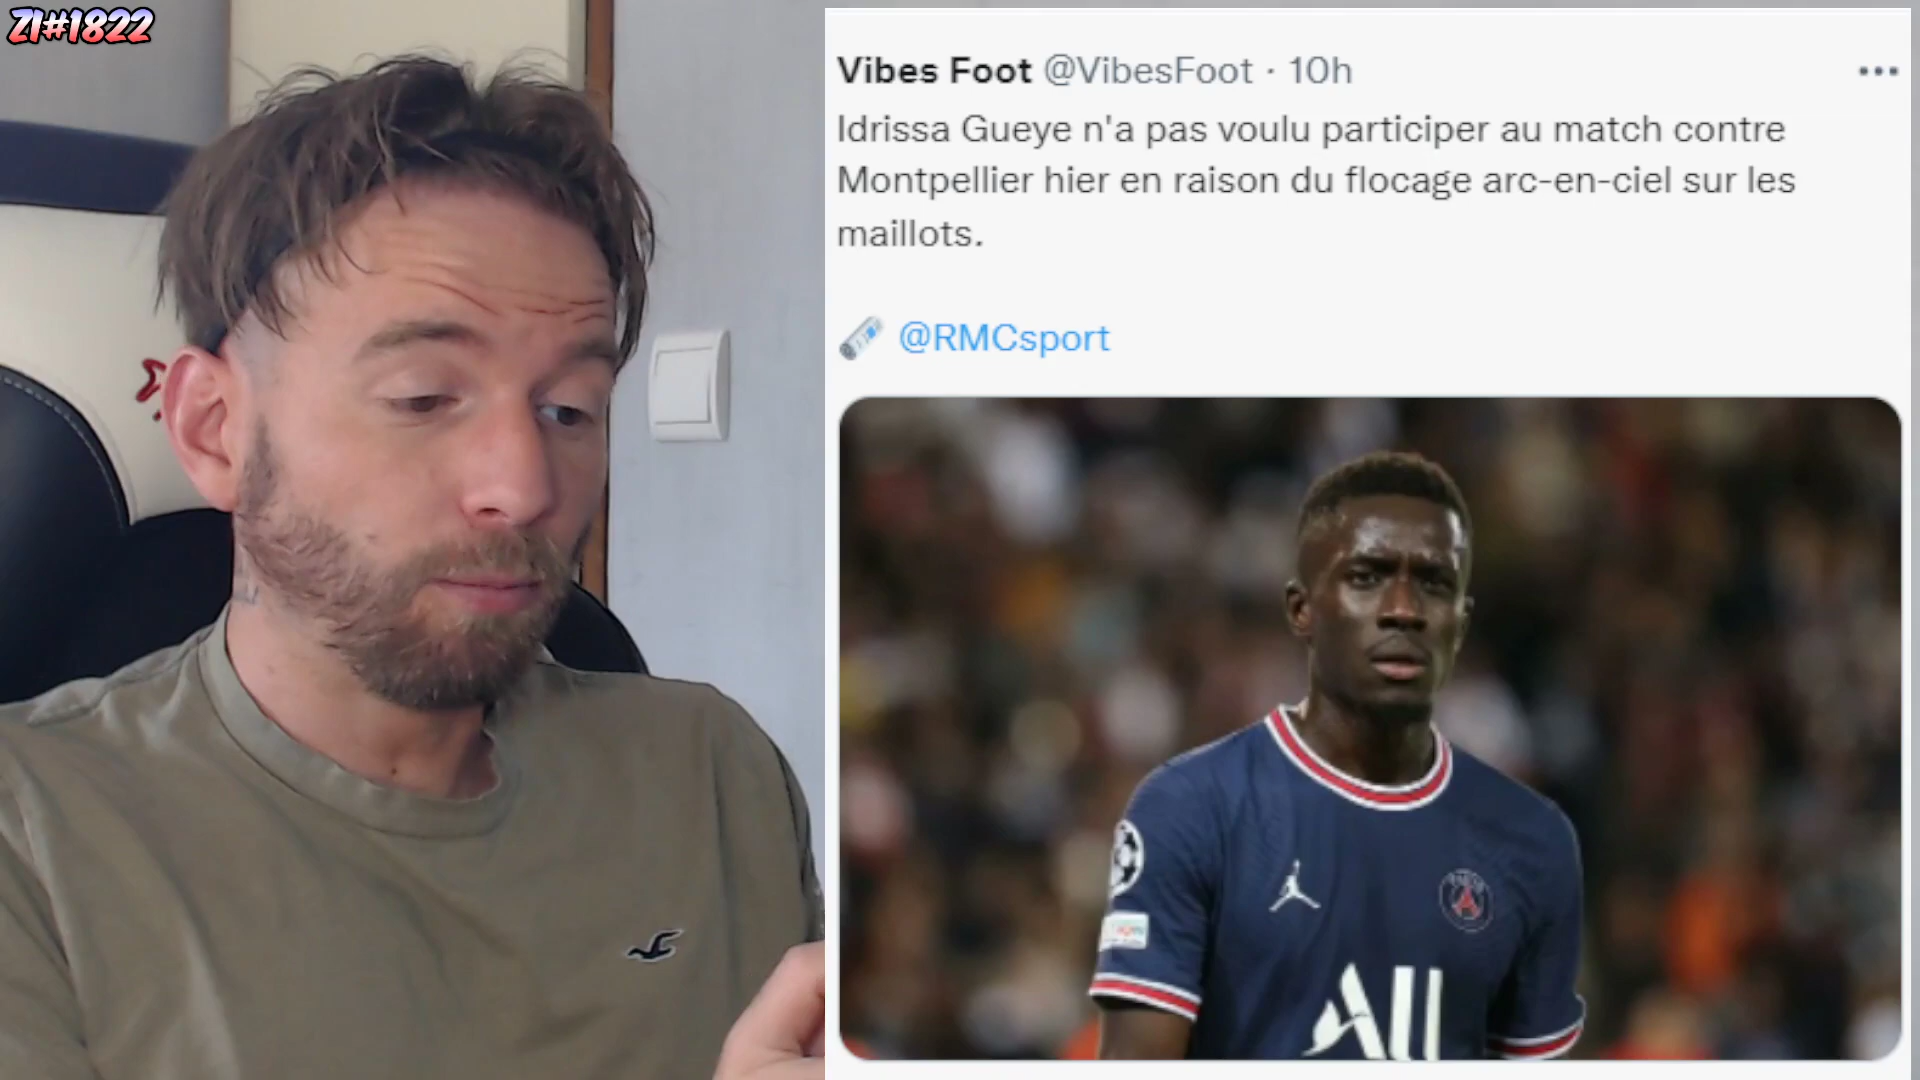 ZI#1822
Vibes Foot @VibesFoot · 10h
Idrissa Gueye n'a pas voulu participer au match contre
Montpellier hier en raison du flocage arc-en-ciel sur les
maillots.
@RMCsport
PARIS
ALL